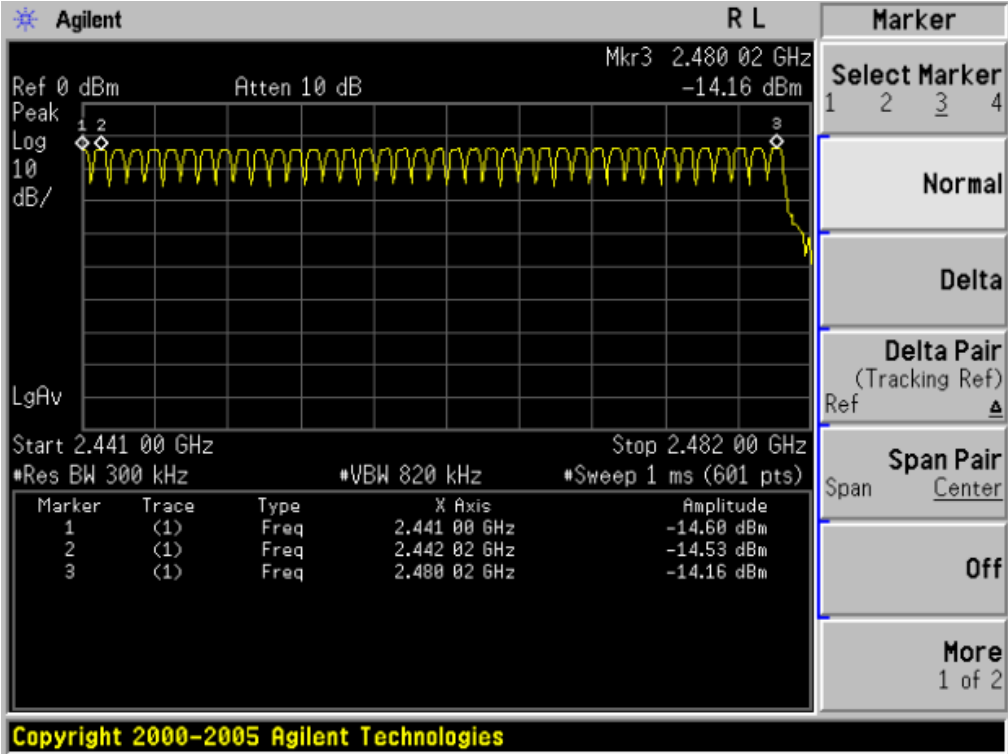 Agilent R L Marker
Mkr3 2.480 02 GHz
Ref 0 dBm Atten 10 dB -14.16 dBm
Peak
Log
10
dB/
1 2 3
LgAv
Start 2.441 00 GHz Stop 2.482 00 GHz
#Res BW 300 kHz #VBW 820 kHz #Sweep 1 ms (601 pts)
Marker Trace Type X Axis Amplitude
1 (1) Freq 2.441 00 GHz -14.60 dBm
2 (1) Freq 2.442 02 GHz -14.53 dBm
3 (1) Freq 2.480 02 GHz -14.16 dBm
Select Marker
1 2 3 4
Normal
Delta
Delta Pair
(Tracking Ref)
Ref Δ
Span Pair
Span Center
Off
More
1 of 2
Copyright 2000-2005 Agilent Technologies